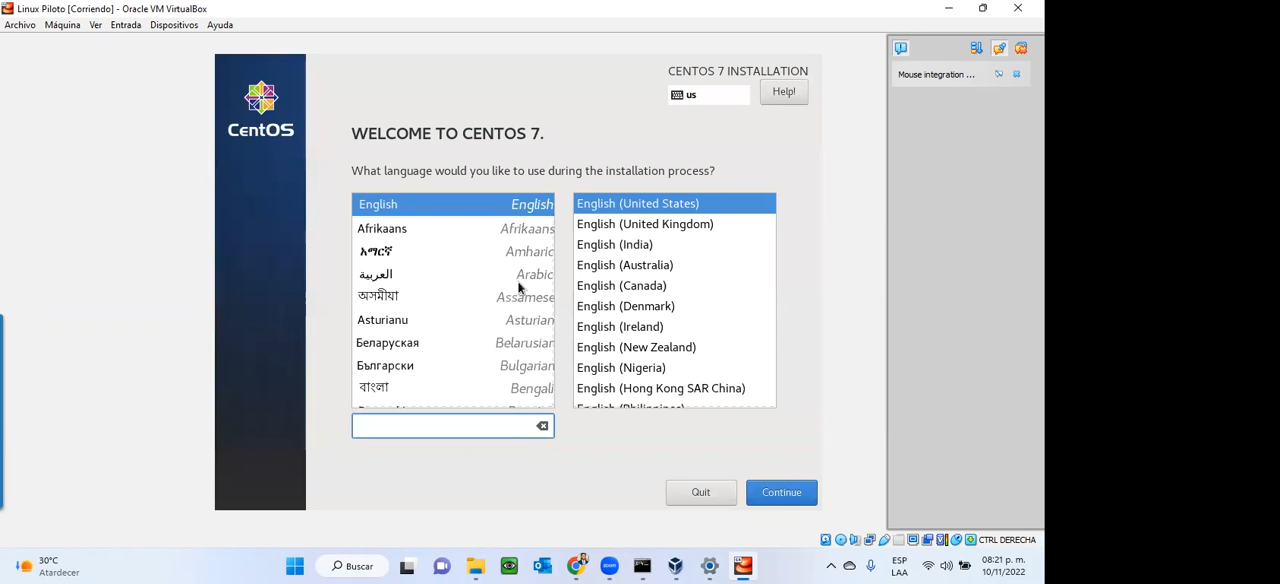 Linux Piloto [Corriendo] - Oracle VM VirtualBox
Archivo Máquina Ver Entrada Dispositivos Ayuda
Mouse integration ...
CentOS
CENTOS 7 INSTALLATION
us
Help!
WELCOME TO CENTOS 7.
What language would you like to use during the installation process?
English English
Afrikaans Afrikaans
አማርኛ Amharic
العربية Arabic
অসমীয়া Assamese
Asturianu Asturian
Беларуская Belarusian
Български Bulgarian
বাংলা Bengali
English (United States)
English (United Kingdom)
English (India)
English (Australia)
English (Canada)
English (Denmark)
English (Ireland)
English (New Zealand)
English (Nigeria)
English (Hong Kong SAR China)
English (Philippines)
Quit
Continue
CTRL DERECHA
30°C
Atardecer
Buscar
ESP
LAA
08:21 p. m.
10/11/2022